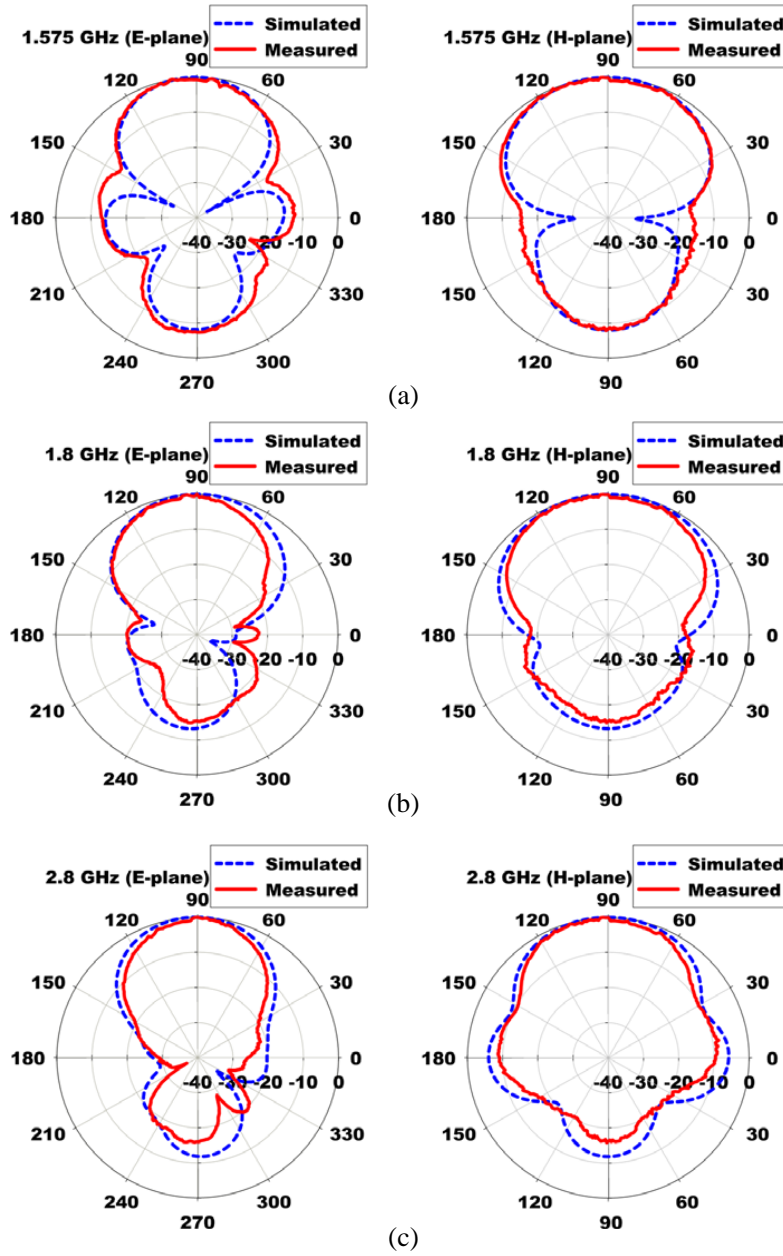 1.575 GHz (E-plane)
Simulated
Measured
90
120
60
150
30
180
0
-40 -30 -20 -10 0
210
330
240
300
270
1.575 GHz (H-plane)
Simulated
Measured
90
120
60
150
30
180
0
-40 -30 -20 -10 0
150
30
120
60
90
(a)
1.8 GHz (E-plane)
Simulated
Measured
90
120
60
150
30
180
0
-40 -30 -20 -10 0
210
330
240
300
270
1.8 GHz (H-plane)
Simulated
Measured
90
120
60
150
30
180
0
-40 -30 -20 -10 0
150
30
120
60
90
(b)
2.8 GHz (E-plane)
Simulated
Measured
90
120
60
150
30
180
0
-40 -30 -20 -10 0
210
330
240
300
270
2.8 GHz (H-plane)
Simulated
Measured
90
120
60
150
30
180
0
-40 -30 -20 -10 0
150
30
120
60
90
(c)